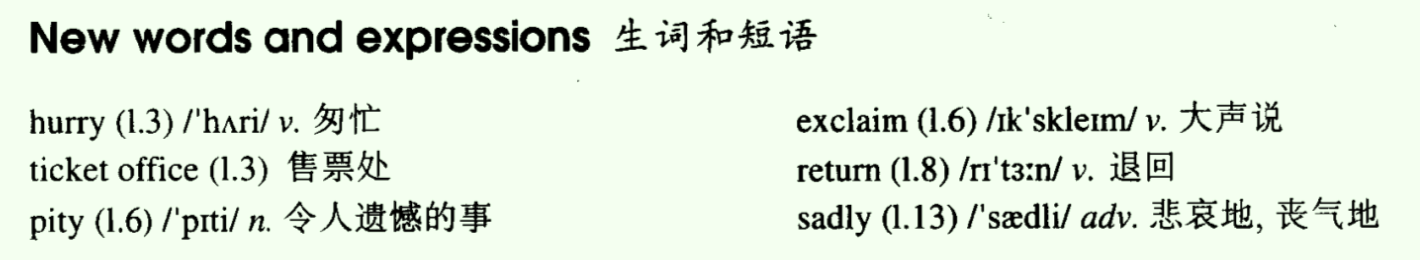 New words and expressions 生词和短语
hurry (l.3) /'hʌri/ v. 匆忙
ticket office (l.3) 售票处
pity (l.6) /'pɪti/ n. 令人遗憾的事
exclaim (l.6) /ɪk'skleɪm/ v. 大声说
return (l.8) /rɪ'tɜːn/ v. 退回
sadly (l.13) /'sædli/ adv. 悲哀地, 丧气地